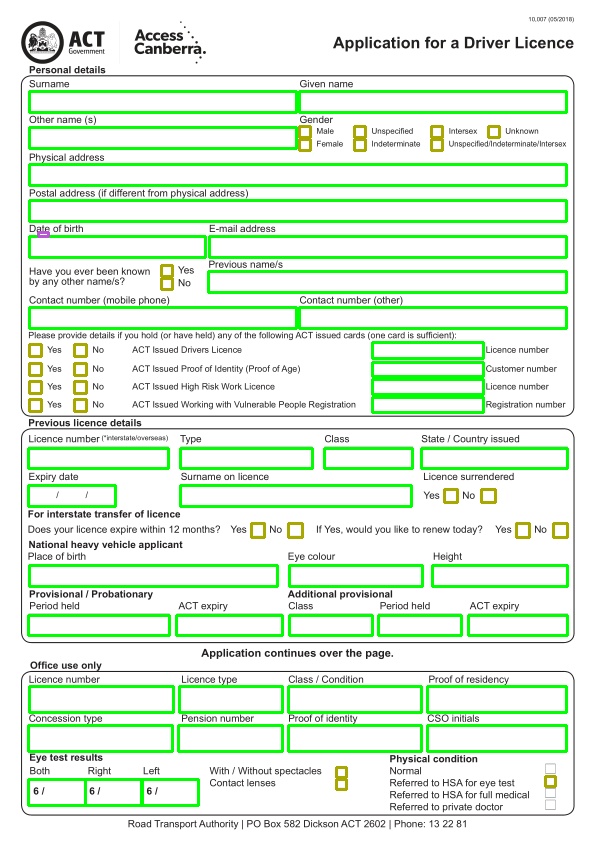 10.007 (05/2018)
ACT
Government
Access
Canberra.
Application for a Driver Licence
Personal details
Surname Given name
Other name (s) Gender
Male Unspecified Intersex Unknown
Female Indeterminate Unspecified/Indeterminate/Intersex
Physical address
Postal address (if different from physical address)
Date of birth E-mail address
Have you ever been known by any other name/s? Yes No Previous name/s
Contact number (mobile phone) Contact number (other)
Please provide details if you hold (or have held) any of the following ACT issued cards (one card is sufficient):
Yes No ACT Issued Drivers Licence Licence number
Yes No ACT Issued Proof of Identity (Proof of Age) Customer number
Yes No ACT Issued High Risk Work Licence Licence number
Yes No ACT Issued Working with Vulnerable People Registration Registration number
Previous licence details
Licence number (*interstate/overseas) Type Class State / Country issued
Expiry date Surname on licence Licence surrendered
/ / Yes No
For interstate transfer of licence
Does your licence expire within 12 months? Yes No If Yes, would you like to renew today? Yes No
National heavy vehicle applicant
Place of birth Eye colour Height
Provisional / Probationary Additional provisional
Period held ACT expiry Class Period held ACT expiry
Application continues over the page.
Office use only
Licence number Licence type Class / Condition Proof of residency
Concession type Pension number Proof of identity CSO initials
Eye test results Physical condition
Both Right Left With / Without spectacles Normal
Contact lenses Referred to HSA for eye test
6 / 6 / 6 / Referred to HSA for full medical
Referred to private doctor
Road Transport Authority | PO Box 582 Dickson ACT 2602 | Phone: 13 22 81